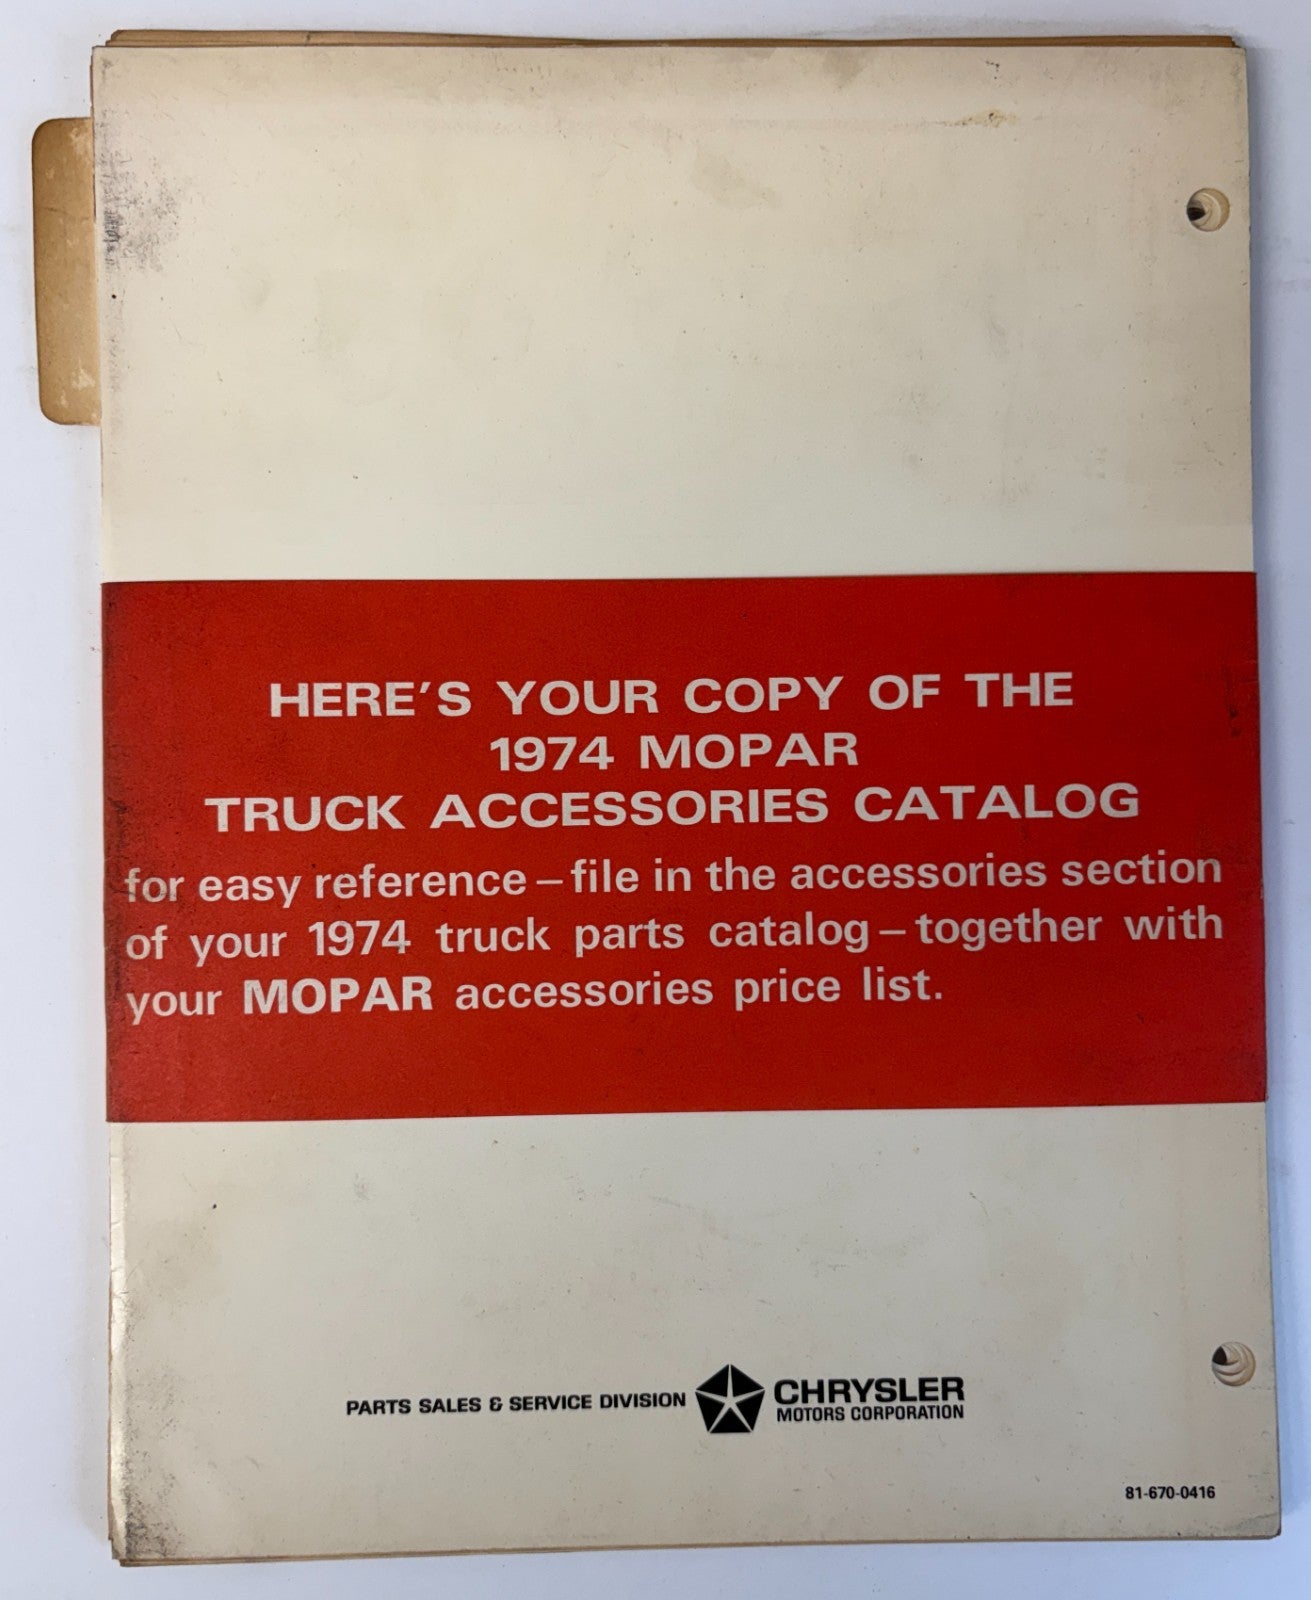 HERE'S YOUR COPY OF THE
1974 MOPAR
TRUCK ACCESSORIES CATALOG
for easy reference – file in the accessories section
of your 1974 truck parts catalog – together with
your MOPAR accessories price list.
PARTS SALES & SERVICE DIVISION CHRYSLER
MOTORS CORPORATION
81-670-0416